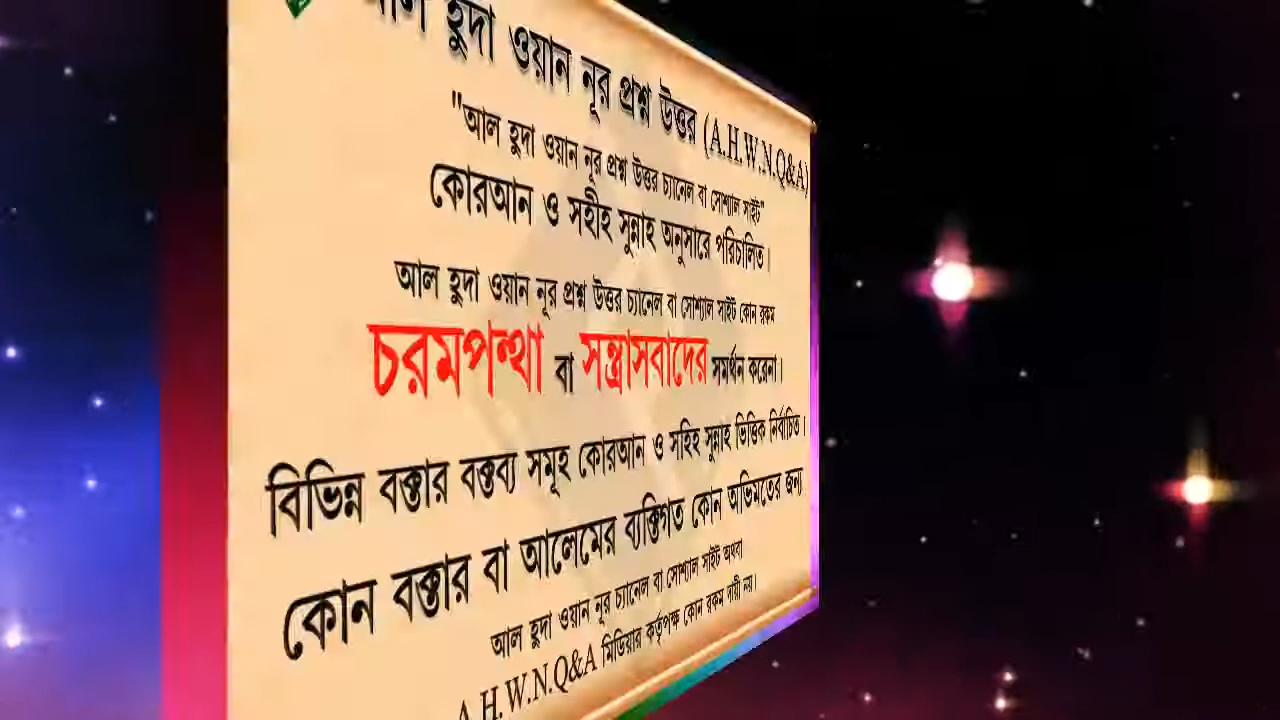 আল হুদা ওয়ান নূর প্রশ্ন উত্তর (A.H.W.N.Q&A)
"আল হুদা ওয়ান নূর প্রশ্ন উত্তর চ্যানেল বা সোশ্যাল সাইট"
কোরআন ও সহীহ সুন্নাহ অনুসারে পরিচালিত।
আল হুদা ওয়ান নূর প্রশ্ন উত্তর চ্যানেল বা সোশ্যাল সাইট কোন রকম
চরমপন্থা বা সন্ত্রাসবাদের সমর্থন করেনা।
বিভিন্ন বক্তার বক্তব্য সমূহ কোরআন ও সহিহ সুন্নাহ ভিত্তিক নির্বাচিত।
কোন বক্তার বা আলেমের ব্যক্তিগত কোন অভিমতের জন্য
আল হুদা ওয়ান নূর চ্যানেল বা সোশ্যাল সাইট অথবা
A.H.W.N.Q&A মিডিয়ার কর্তৃপক্ষ কোন রকম দায়ী নয়।